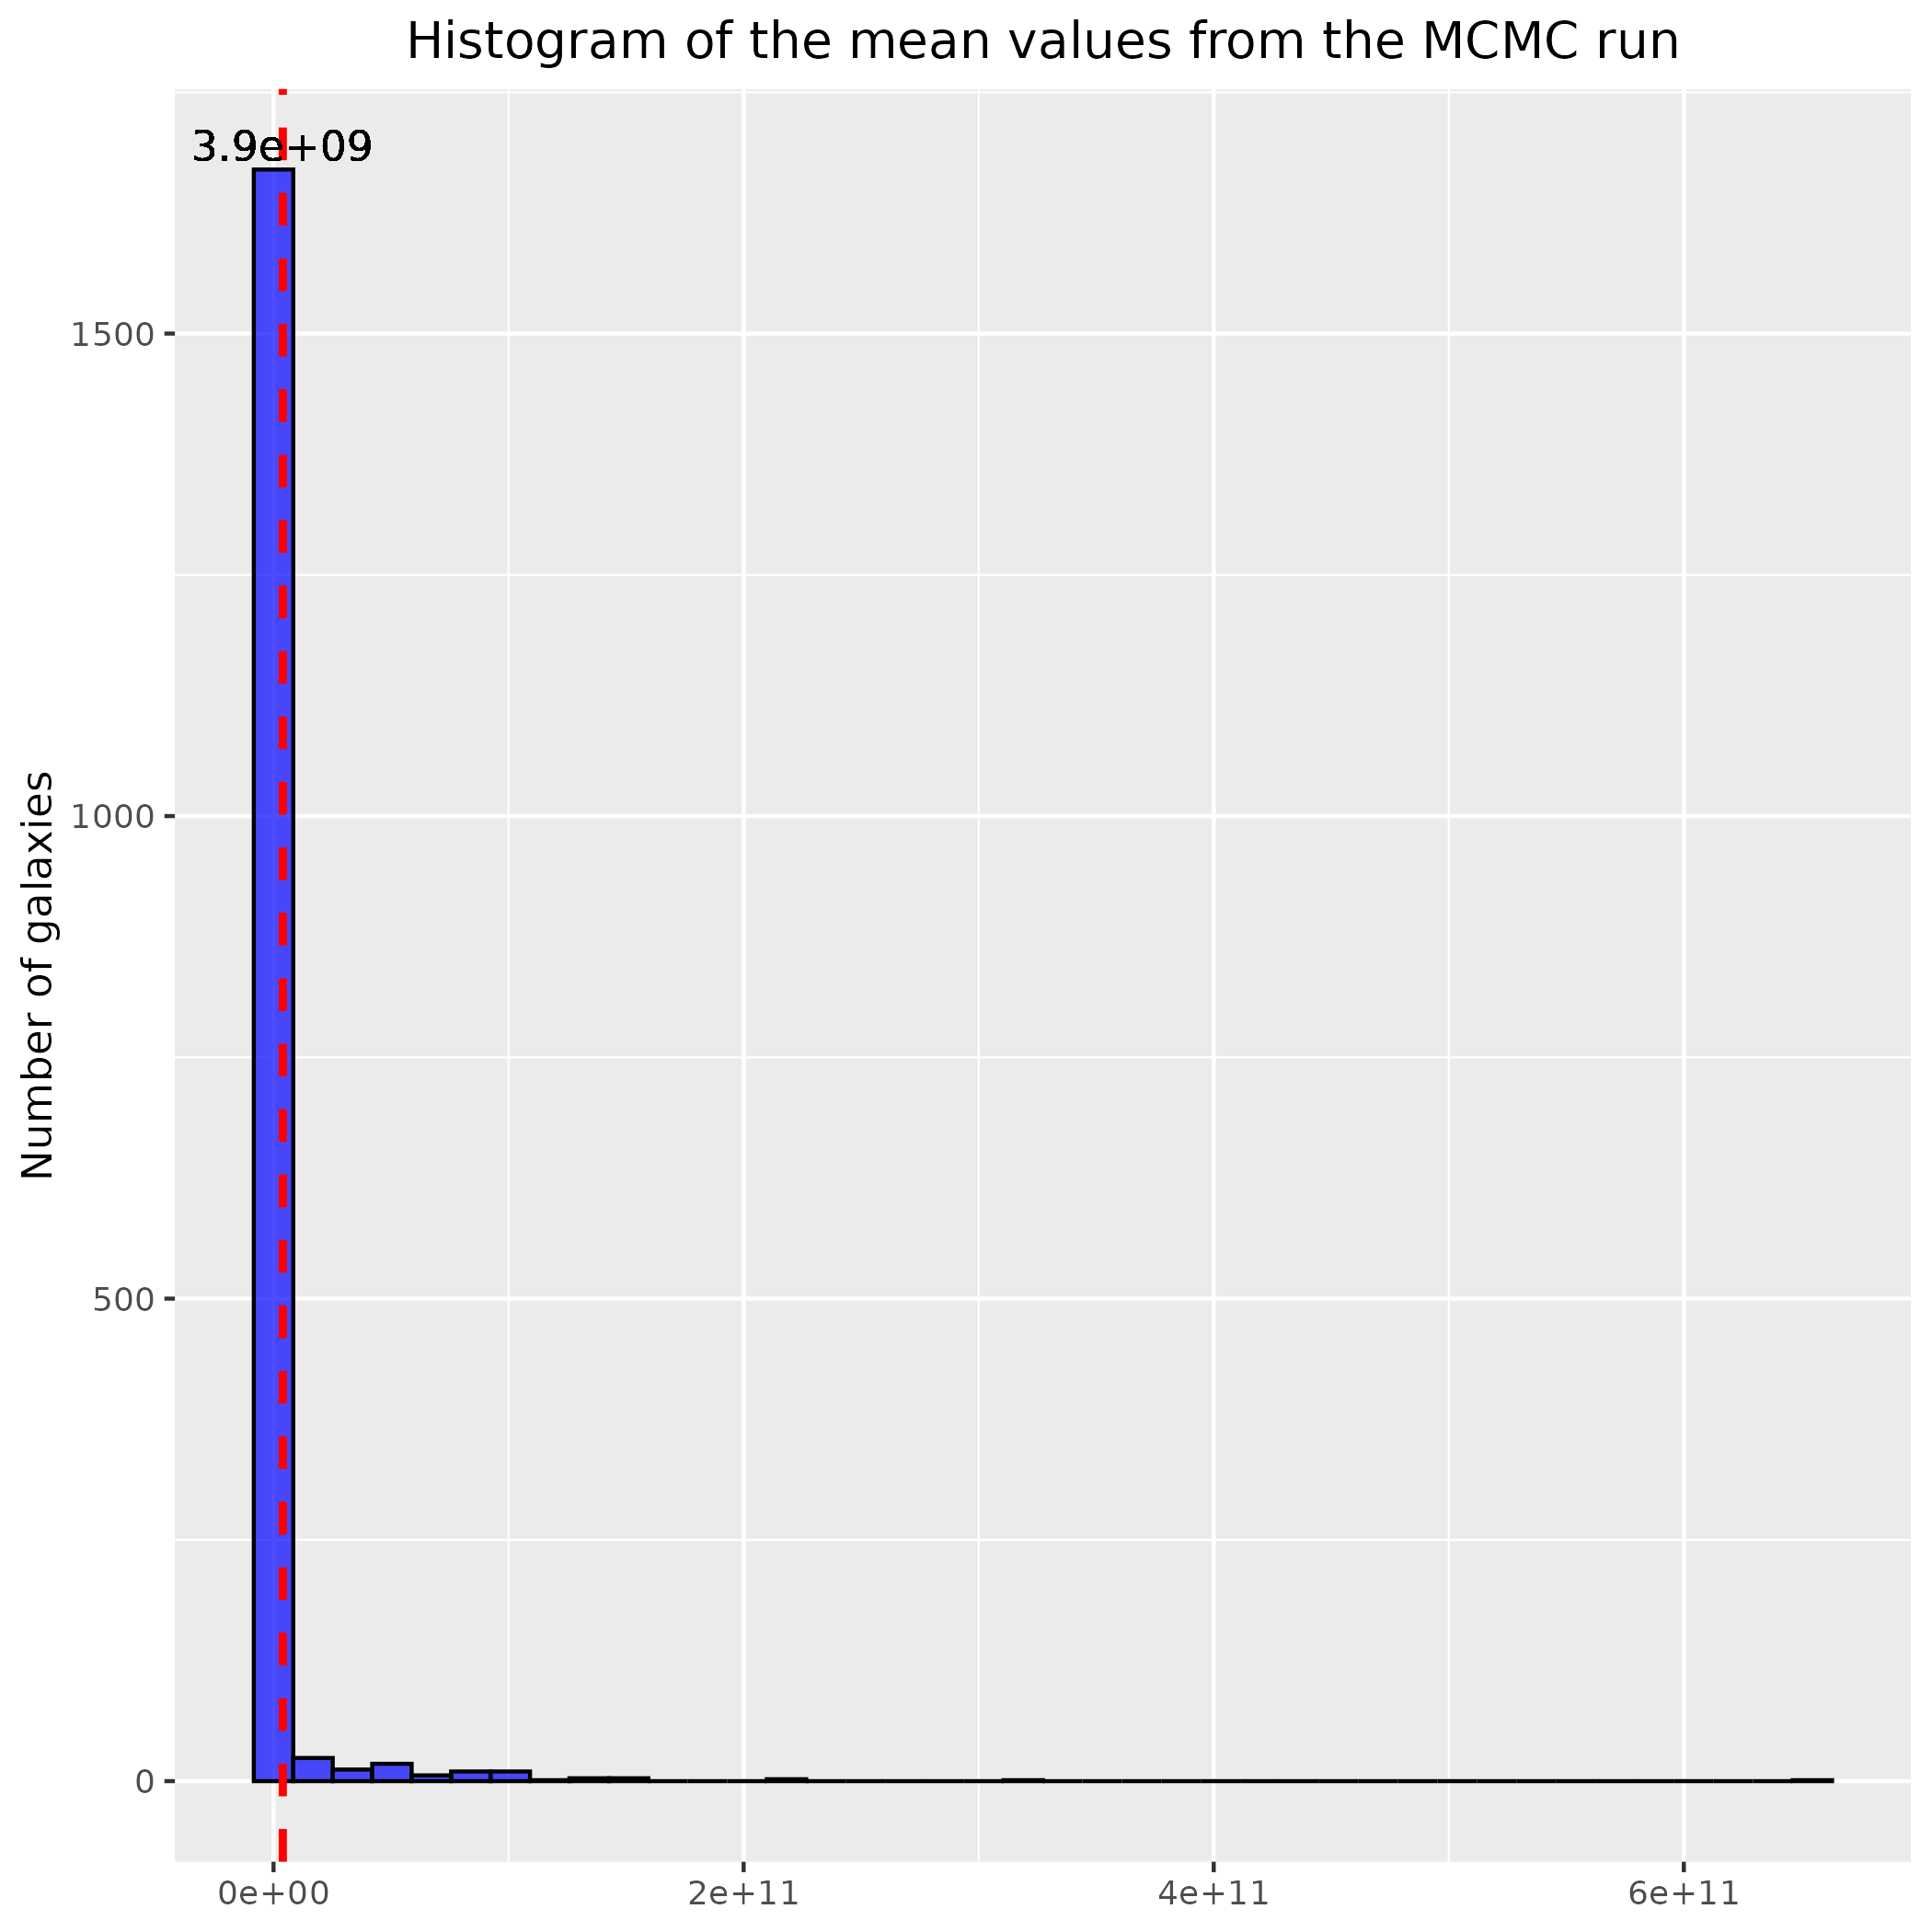 Histogram of the mean values from the MCMC run
3.9e+09
1500
1000
500
0
Number of galaxies
0e+00 2e+11 4e+11 6e+11